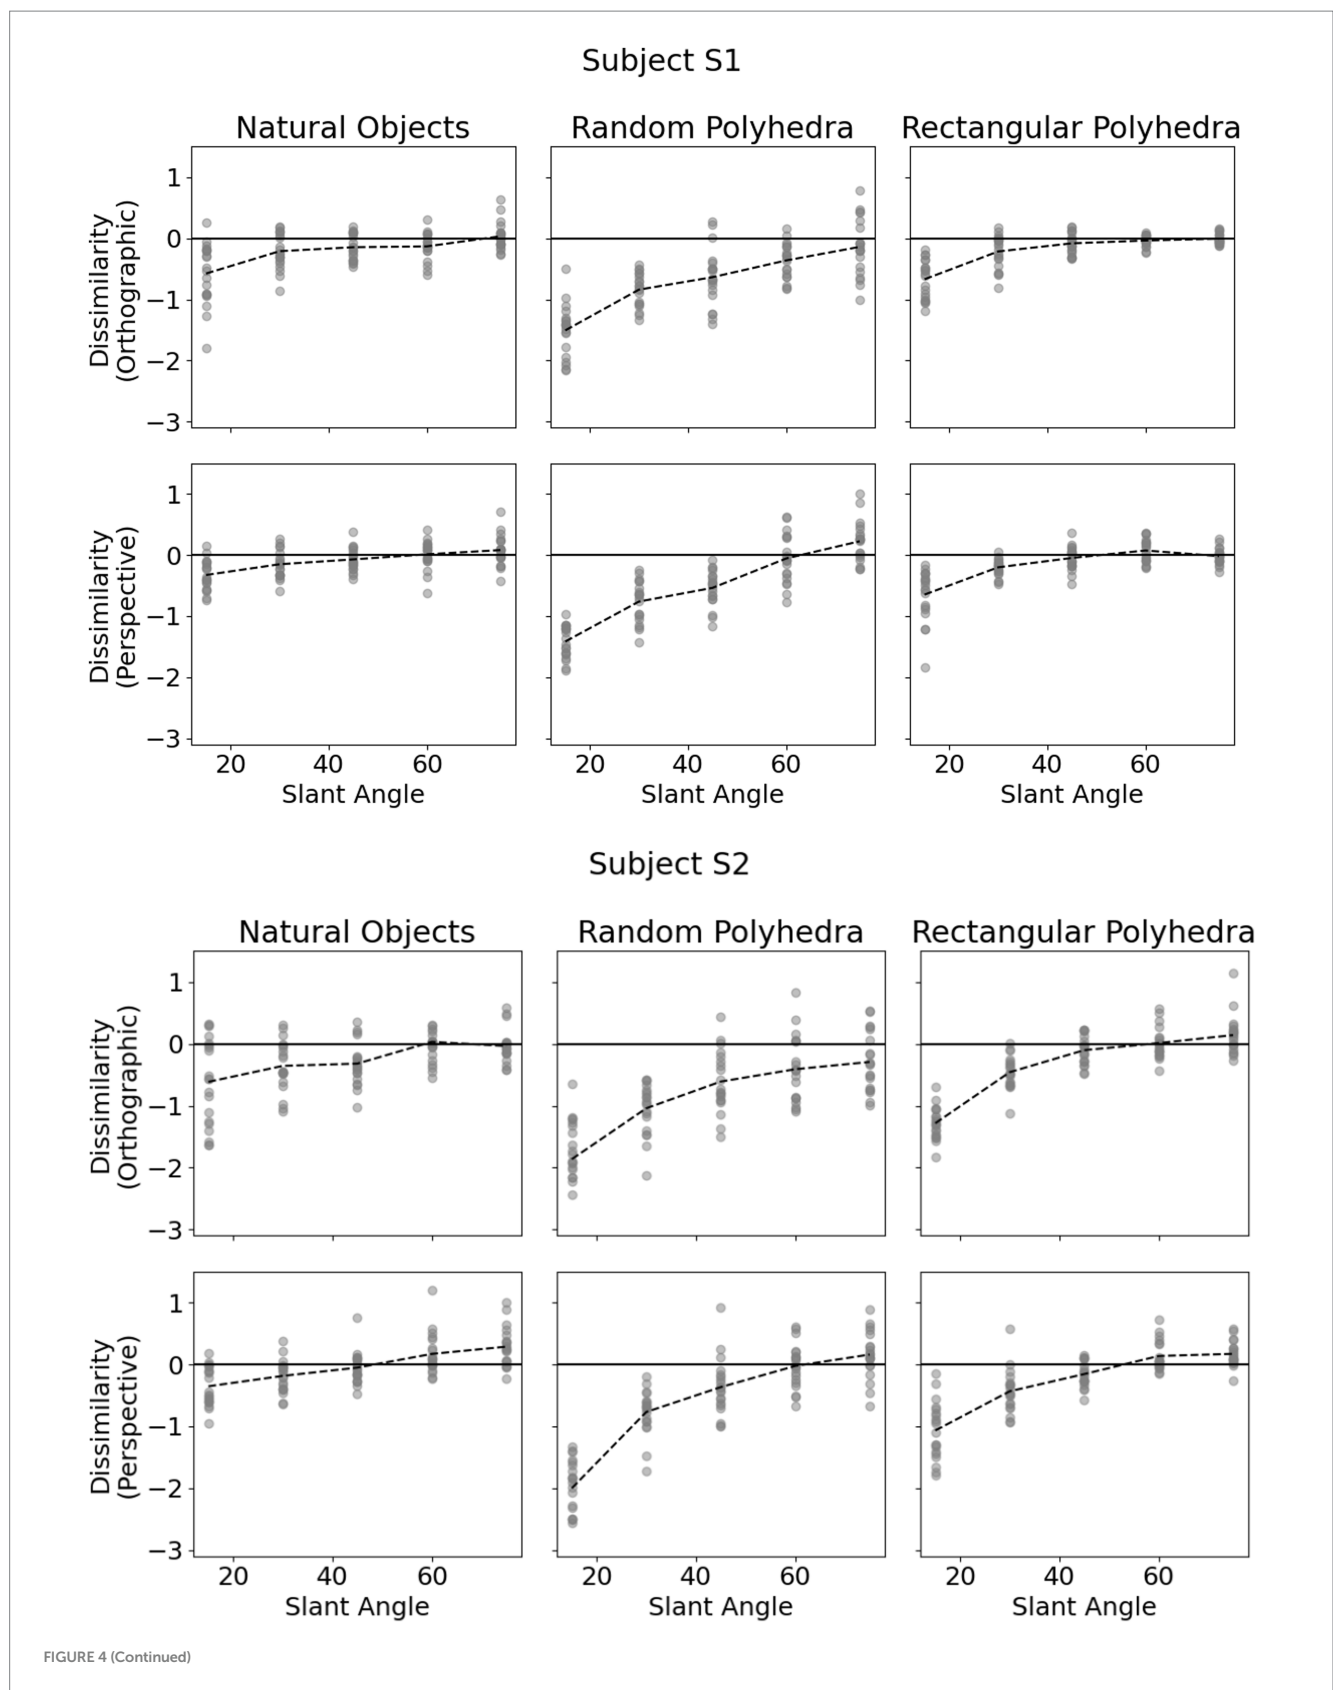 Subject S1
Natural Objects
Random Polyhedra
Rectangular Polyhedra
Dissimilarity
(Orthographic)
1
0
−1
−2
−3
Dissimilarity
(Perspective)
1
0
−1
−2
−3
20 40 60
20 40 60
20 40 60
Slant Angle
Slant Angle
Slant Angle
Subject S2
Natural Objects
Random Polyhedra
Rectangular Polyhedra
Dissimilarity
(Orthographic)
1
0
−1
−2
−3
Dissimilarity
(Perspective)
1
0
−1
−2
−3
20 40 60
20 40 60
20 40 60
Slant Angle
Slant Angle
Slant Angle
FIGURE 4 (Continued)